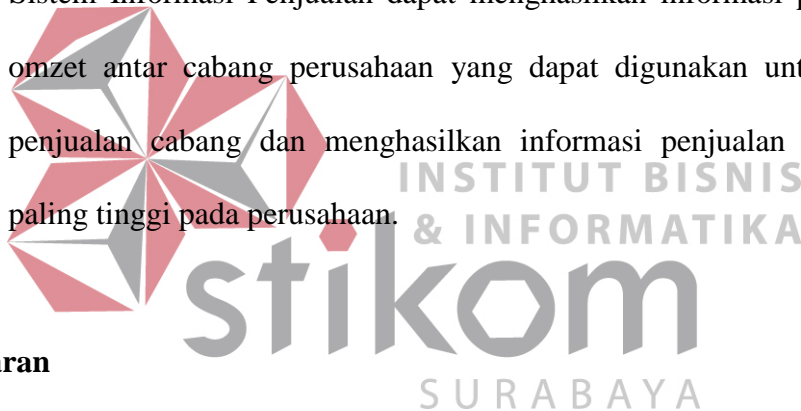 Sistem Informasi Penjualan dapat menghasilkan informasi
omzet antar cabang perusahaan yang dapat digunakan
penjualan cabang dan menghasilkan informasi penjualan
INSTITUT BISNIS
paling tinggi pada perusahaan.
& INFORMATIKA
stikom
aran
SURABAYA